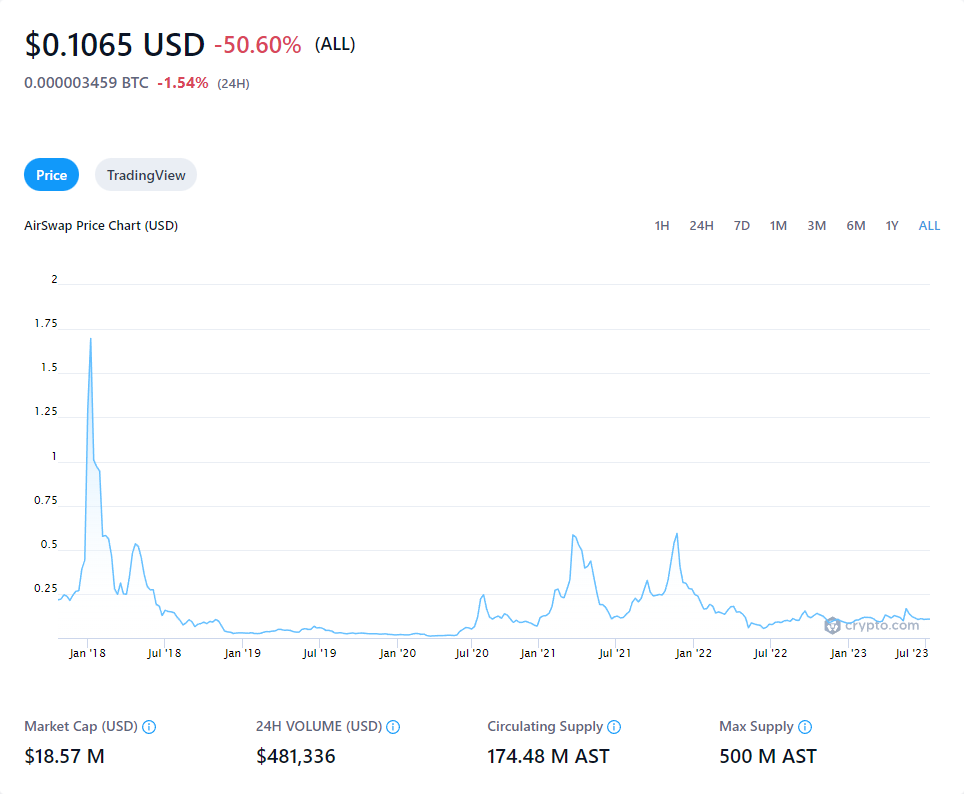 $0.1065 USD -50.60% (ALL)
0.000003459 BTC -1.54% (24H)
Price TradingView
AirSwap Price Chart (USD) 1H 24H 7D 1M 3M 6M 1Y ALL
2
1.75
1.5
1.25
1
0.75
0.5
0.25
crypto.com
Jan '18 Jul '18 Jan '19 Jul '19 Jan '20 Jul '20 Jan '21 Jul '21 Jan '22 Jul '22 Jan '23 Jul '23
Market Cap (USD) 24H VOLUME (USD) Circulating Supply Max Supply
$18.57 M $481,336 174.48 M AST 500 M AST